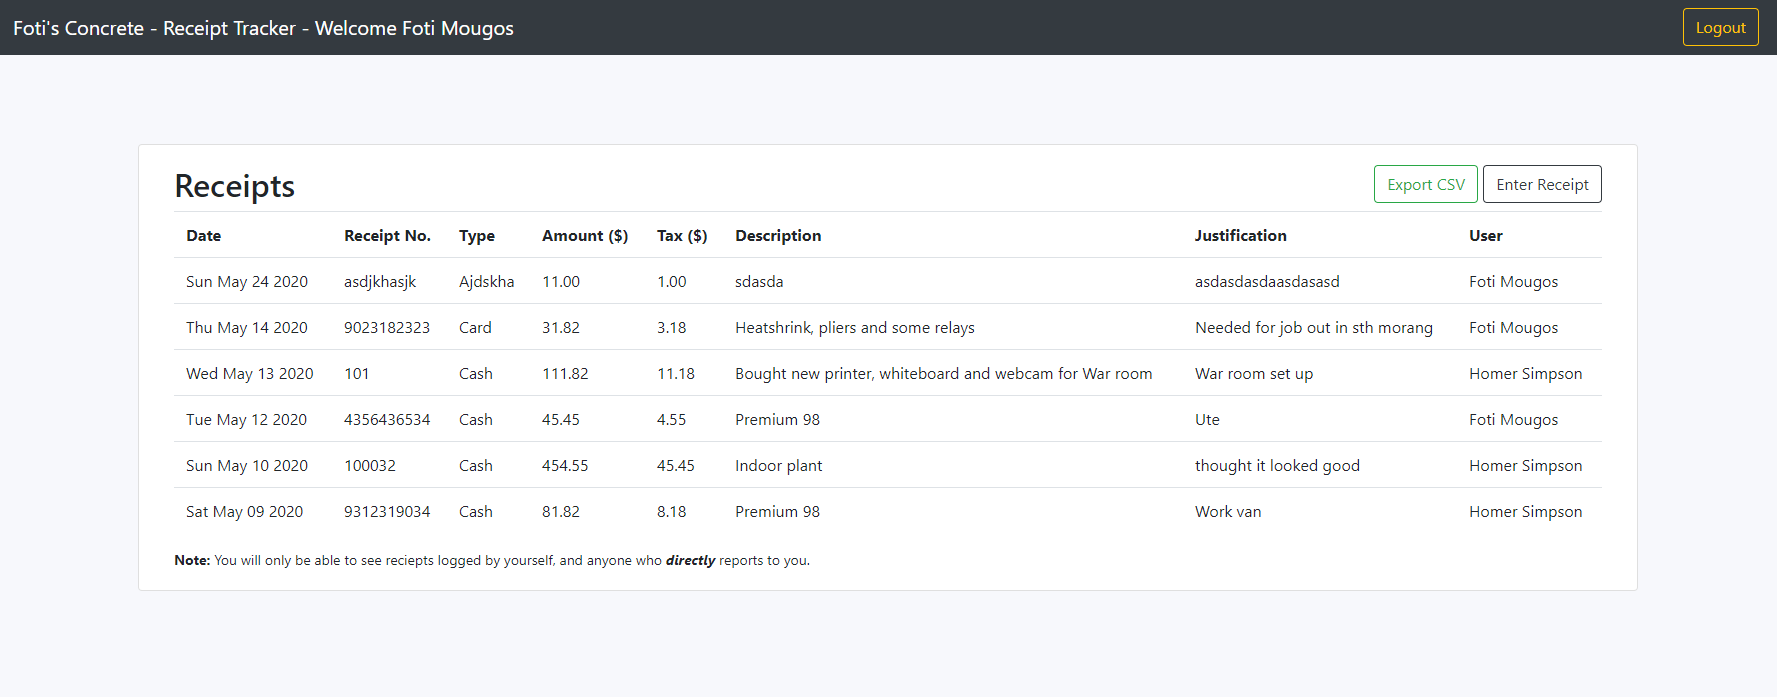 Foti's Concrete - Receipt Tracker - Welcome Foti Mougos Logout
Receipts Export CSV Enter Receipt
Date Receipt No. Type Amount ($) Tax ($) Description Justification User
Sun May 24 2020 asdjkhasjk Ajdskha 11.00 1.00 sdasda asdasdasdaasdasasd Foti Mougos
Thu May 14 2020 9023182323 Card 31.82 3.18 Heatshrink, pliers and some relays Needed for job out in sth morang Foti Mougos
Wed May 13 2020 101 Cash 111.82 11.18 Bought new printer, whiteboard and webcam for War room War room set up Homer Simpson
Tue May 12 2020 4356436534 Cash 45.45 4.55 Premium 98 Ute Foti Mougos
Sun May 10 2020 100032 Cash 454.55 45.45 Indoor plant thought it looked good Homer Simpson
Sat May 09 2020 9312319034 Cash 81.82 8.18 Premium 98 Work van Homer Simpson
Note: You will only be able to see reciepts logged by yourself, and anyone who directly reports to you.